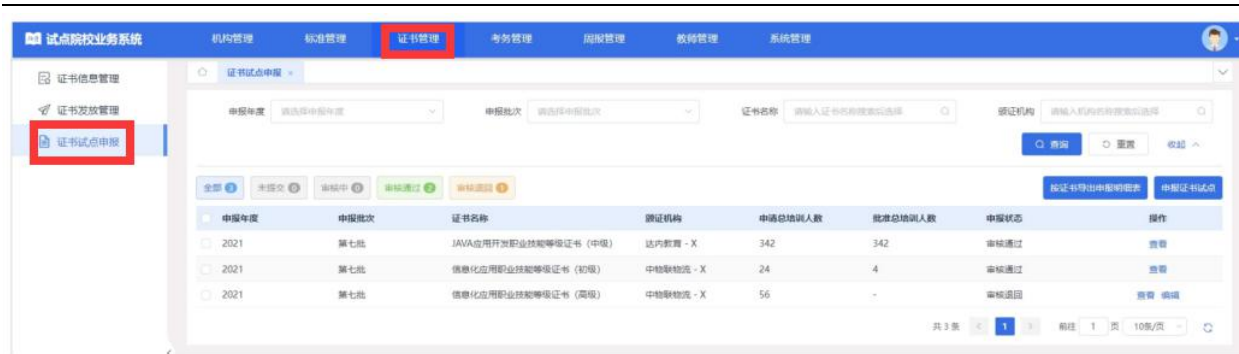 试点院校业务系统 机构管理 标准管理 证书管理 考务管理 周报管理 教师管理 系统管理
证书信息管理 证书试点申报 ×
证书发放管理 申报年度 请选择申报年度 申报批次 请选择申报批次 证书名称 请输入证书名称搜索后选择 颁证机构 请输入机构名称搜索后选择
证书试点申报 查询 重置 收起
全部 3 未提交 0 审核中 0 审核通过 2 审核退回 1 按证书导出申报明细表 申报证书试点
申报年度 申报批次 证书名称 颁证机构 申请总培训人数 批准总培训人数 申报状态 操作
2021 第七批 JAVA应用开发职业技能等级证书（中级） 达内教育 - X 342 342 审核通过 查看
2021 第七批 信息化应用职业技能等级证书（初级） 中物联物流 - X 24 4 审核通过 查看
2021 第七批 信息化应用职业技能等级证书（高级） 中物联物流 - X 56 - 审核退回 查看 编辑
共 3 条 < 1 > 前往 1 页 10条/页